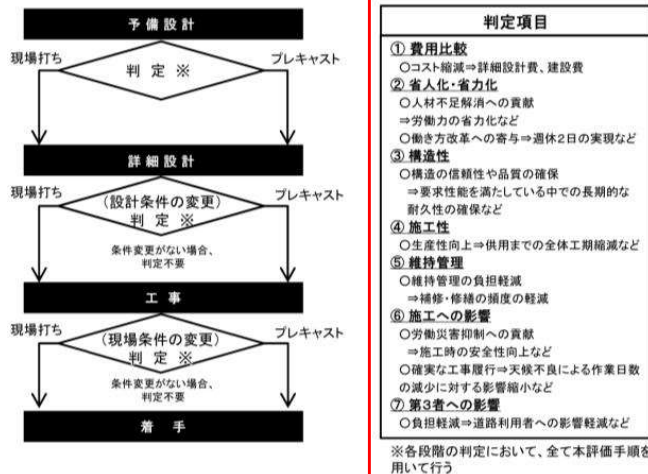 予備設計
現場打ち
プレキャスト
判 定 ※
詳細設計
現場打ち
プレキャスト
（設計条件の変更）
判 定 ※
条件変更がない場合、
判定不要
工 事
現場打ち
プレキャスト
（現場条件の変更）
判 定 ※
条件変更がない場合、
判定不要
着 手
判定項目
① 費用比較
○コスト縮減⇒詳細設計費、建設費
② 省人化・省力化
○人材不足解消への貢献
⇒労働力の省力化など
○働き方改革への寄与⇒週休2日の実現など
③ 構造性
○構造の信頼性や品質の確保
⇒要求性能を満たしている中での長期的な
耐久性の確保など
④ 施工性
○生産性向上⇒供用までの全体工期縮減など
⑤ 維持管理
○維持管理の負担軽減
⇒補修・修繕の頻度の軽減
⑥ 施工への影響
○労働災害抑制への貢献
⇒施工時の安全性向上など
○確実な工事履行⇒天候不良による作業日数
の減少に対する影響縮小など
⑦ 第3者への影響
○負担軽減⇒道路利用者への影響軽減など
※各段階の判定において、全て本評価手順を
用いて行う